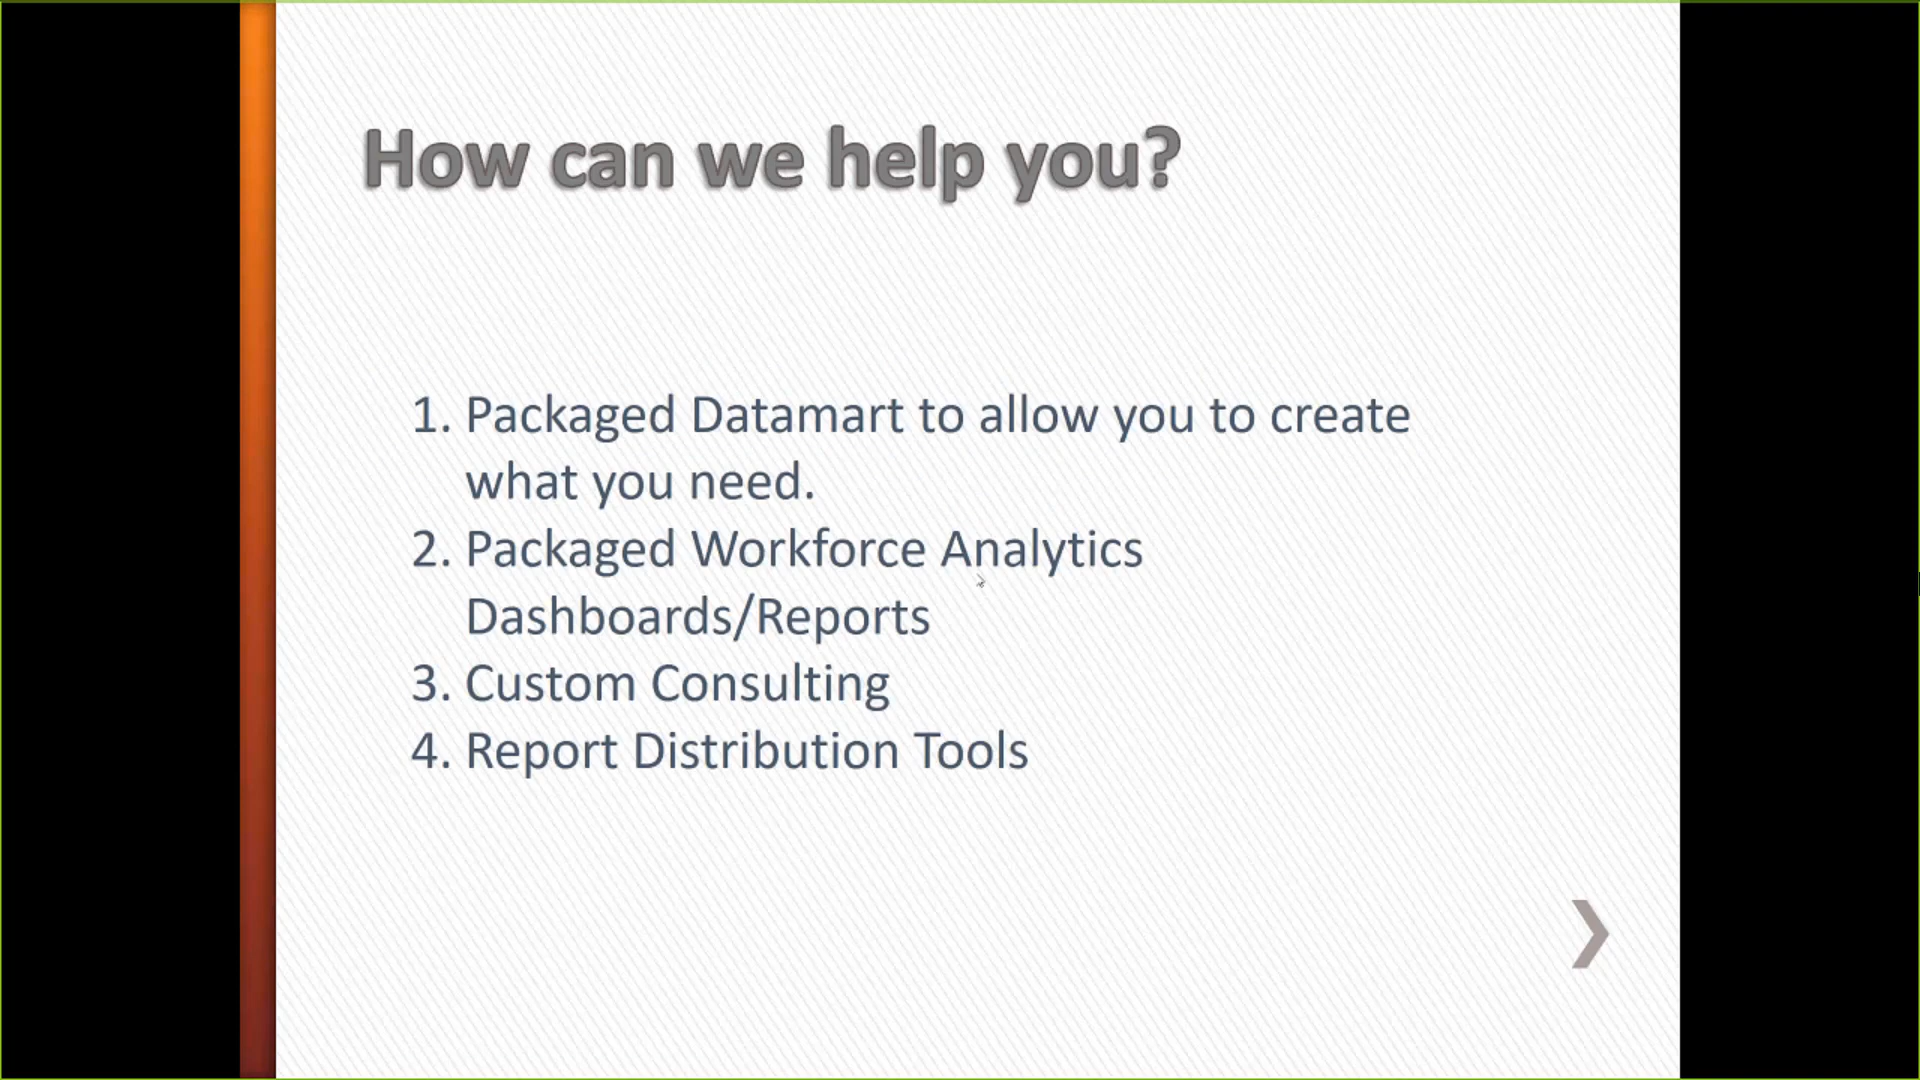 How can we help you?
1. Packaged Datamart to allow you to create
what you need.
2. Packaged Workforce Analytics
Dashboards/Reports
3. Custom Consulting
4. Report Distribution Tools